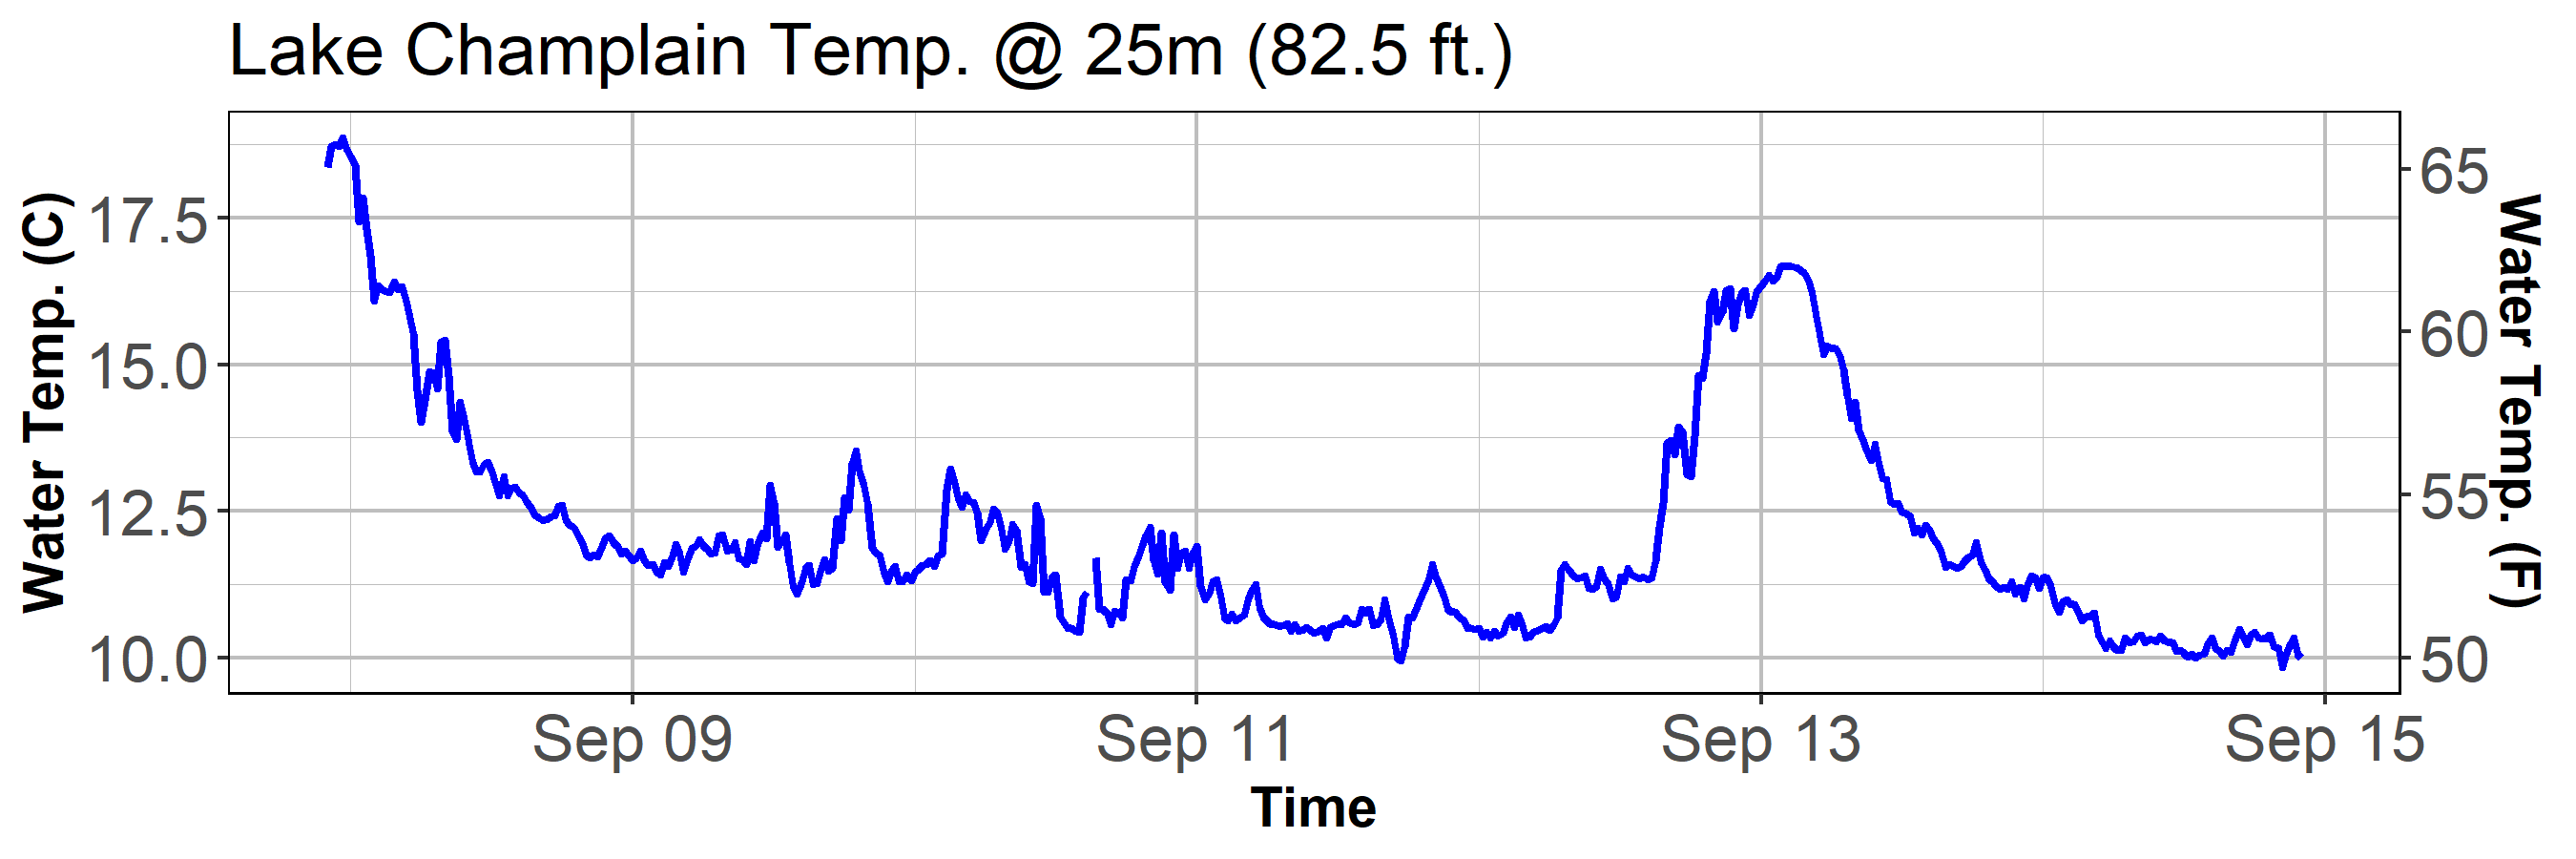 Lake Champlain Temp. @ 25m (82.5 ft.)
Water Temp. (C)
17.5
15.0
12.5
10.0
65
60
55
50
Water Temp. (F)
Sep 09
Sep 11
Sep 13
Sep 15
Time